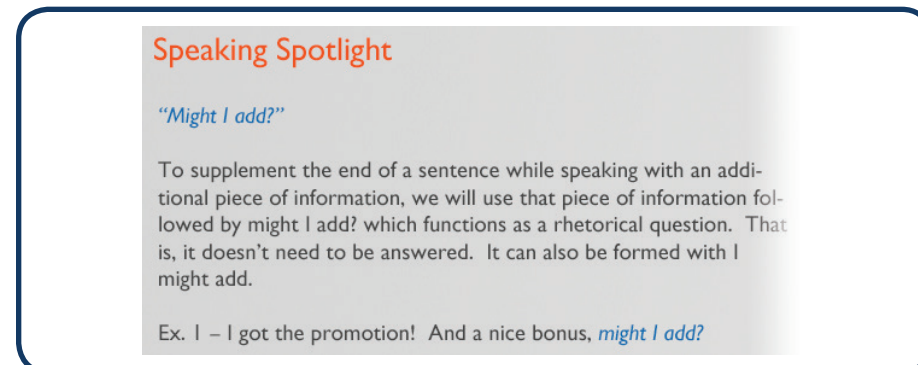 Speaking Spotlight
“Might I add?”
To supplement the end of a sentence while speaking with an addi-
tional piece of information, we will use that piece of information fol-
lowed by might I add? which functions as a rhetorical question.  That
is, it doesn’t need to be answered.  It can also be formed with I
might add.
Ex. 1 – I got the promotion!  And a nice bonus, might I add?